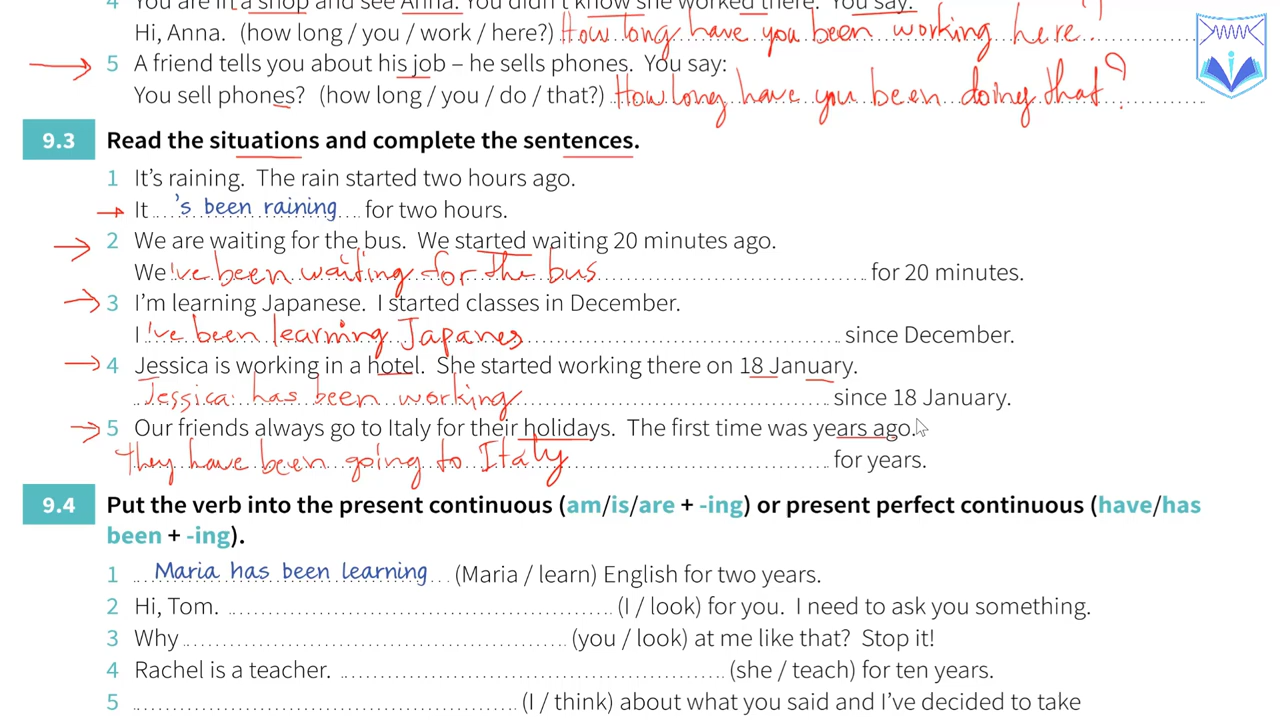 4 You are in a shop and see Anna. You didn't know she worked there. You say:
Hi, Anna. (how long / you / work / here?) How long have you been working here?
5 A friend tells you about his job – he sells phones. You say:
You sell phones? (how long / you / do / that?) How long have you been doing that?
9.3 Read the situations and complete the sentences.
1 It's raining. The rain started two hours ago.
It 's been raining for two hours.
2 We are waiting for the bus. We started waiting 20 minutes ago.
We 've been waiting for the bus for 20 minutes.
3 I'm learning Japanese. I started classes in December.
I 've been learning Japanes since December.
4 Jessica is working in a hotel. She started working there on 18 January.
Jessica has been working since 18 January.
5 Our friends always go to Italy for their holidays. The first time was years ago.
They have been going to Italy for years.
9.4 Put the verb into the present continuous (am/is/are + -ing) or present perfect continuous (have/has
been + -ing).
1 Maria has been learning (Maria / learn) English for two years.
2 Hi, Tom. (I / look) for you. I need to ask you something.
3 Why (you / look) at me like that? Stop it!
4 Rachel is a teacher. (she / teach) for ten years.
5 (I / think) about what you said and I've decided to take